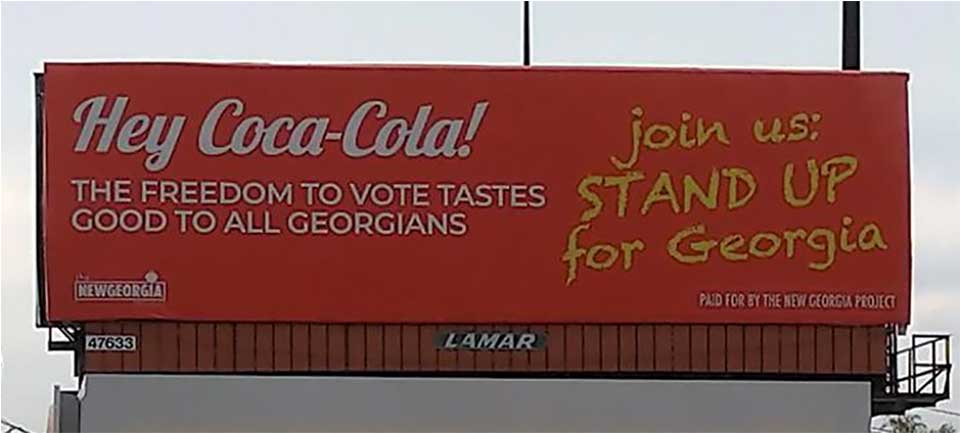 Hey Coca-Cola!
THE FREEDOM TO VOTE TASTES
GOOD TO ALL GEORGIANS
join us:
STAND UP
for Georgia
NEWGEORGIA
PAID FOR BY THE NEW GEORGIA PROJECT
47633
LAMAR